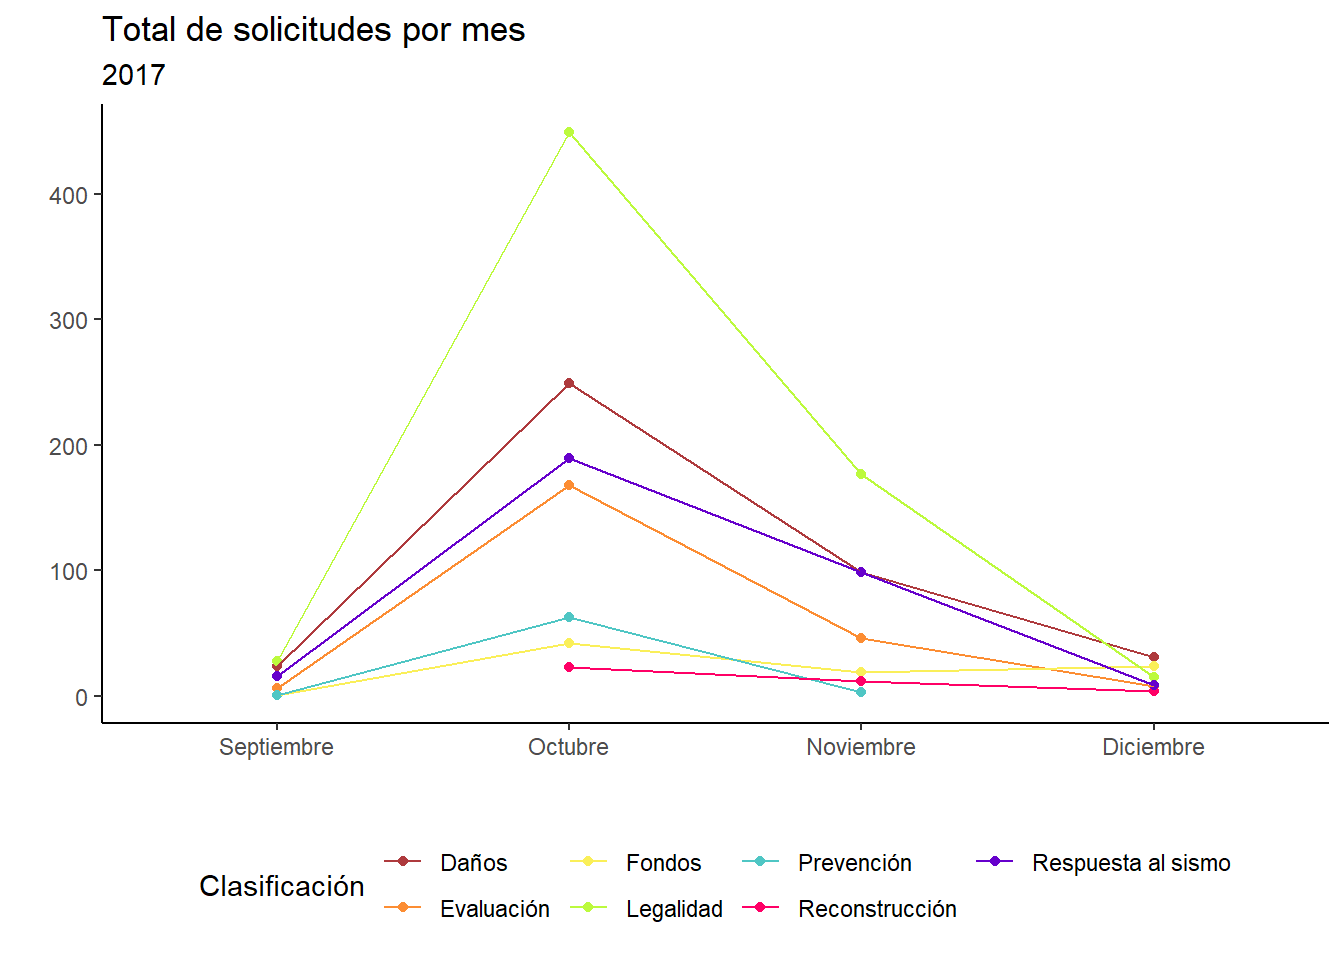 Total de solicitudes por mes
2017
400
300
200
100
0
Septiembre Octubre Noviembre Diciembre
Clasificación
Daños Fondos Prevención Respuesta al sismo
Evaluación Legalidad Reconstrucción